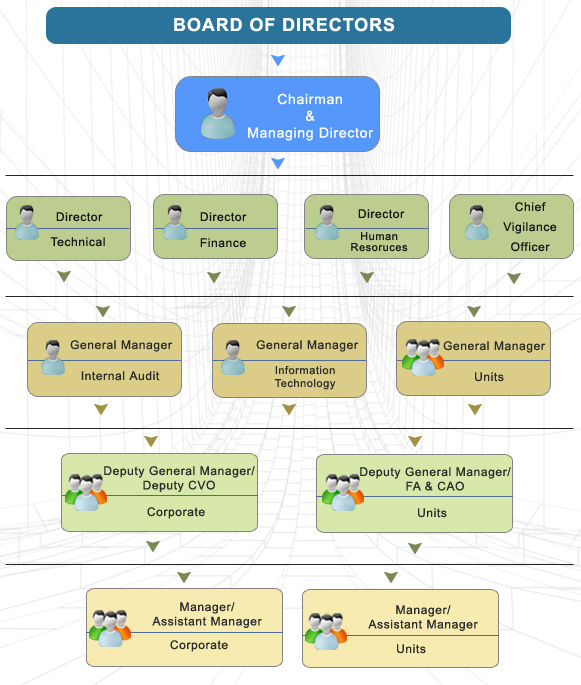 BOARD OF DIRECTORS
Chairman
&
Managing Director
Director
Technical
Director
Finance
Director
Human
Resoruces
Chief
Vigilance
Officer
General Manager
Internal Audit
General Manager
Information
Technology
General Manager
Units
Deputy General Manager/
Deputy CVO
Corporate
Deputy General Manager/
FA & CAO
Units
Manager/
Assistant Manager
Corporate
Manager/
Assistant Manager
Units